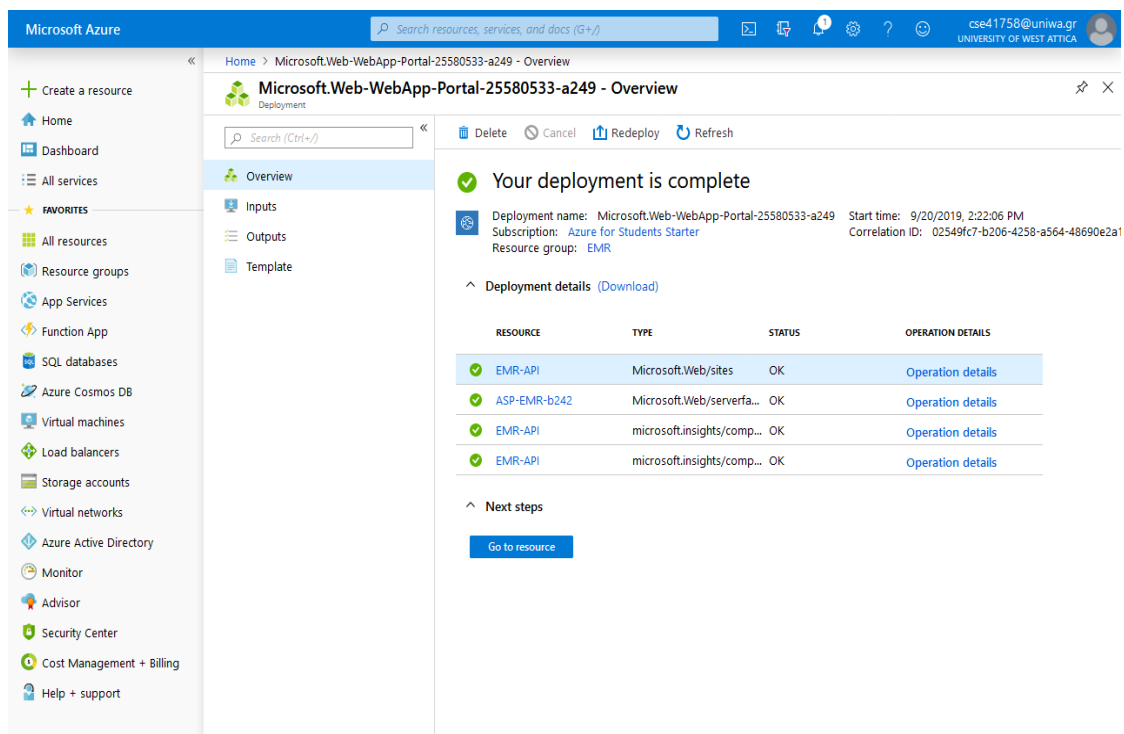 Microsoft Azure
Search resources, services, and docs (G+/)
1
cse41758@uniwa.gr
UNIVERSITY OF WEST ATTICA
«
Create a resource
Home
Dashboard
All services
FAVORITES
All resources
Resource groups
App Services
Function App
SQL databases
Azure Cosmos DB
Virtual machines
Load balancers
Storage accounts
Virtual networks
Azure Active Directory
Monitor
Advisor
Security Center
Cost Management + Billing
Help + support
Home > Microsoft.Web-WebApp-Portal-25580533-a249 - Overview
Microsoft.Web-WebApp-Portal-25580533-a249 - Overview
Deployment
Search (Ctrl+/)
«
Overview
Inputs
Outputs
Template
Delete Cancel Redeploy Refresh
Your deployment is complete
Deployment name: Microsoft.Web-WebApp-Portal-25580533-a249 Start time: 9/20/2019, 2:22:06 PM
Subscription: Azure for Students Starter Correlation ID: 02549fc7-b206-4258-a564-48690e2a1
Resource group: EMR
Deployment details (Download)
RESOURCE TYPE STATUS OPERATION DETAILS
EMR-API Microsoft.Web/sites OK Operation details
ASP-EMR-b242 Microsoft.Web/serverfa... OK Operation details
EMR-API microsoft.insights/comp... OK Operation details
EMR-API microsoft.insights/comp... OK Operation details
Next steps
Go to resource